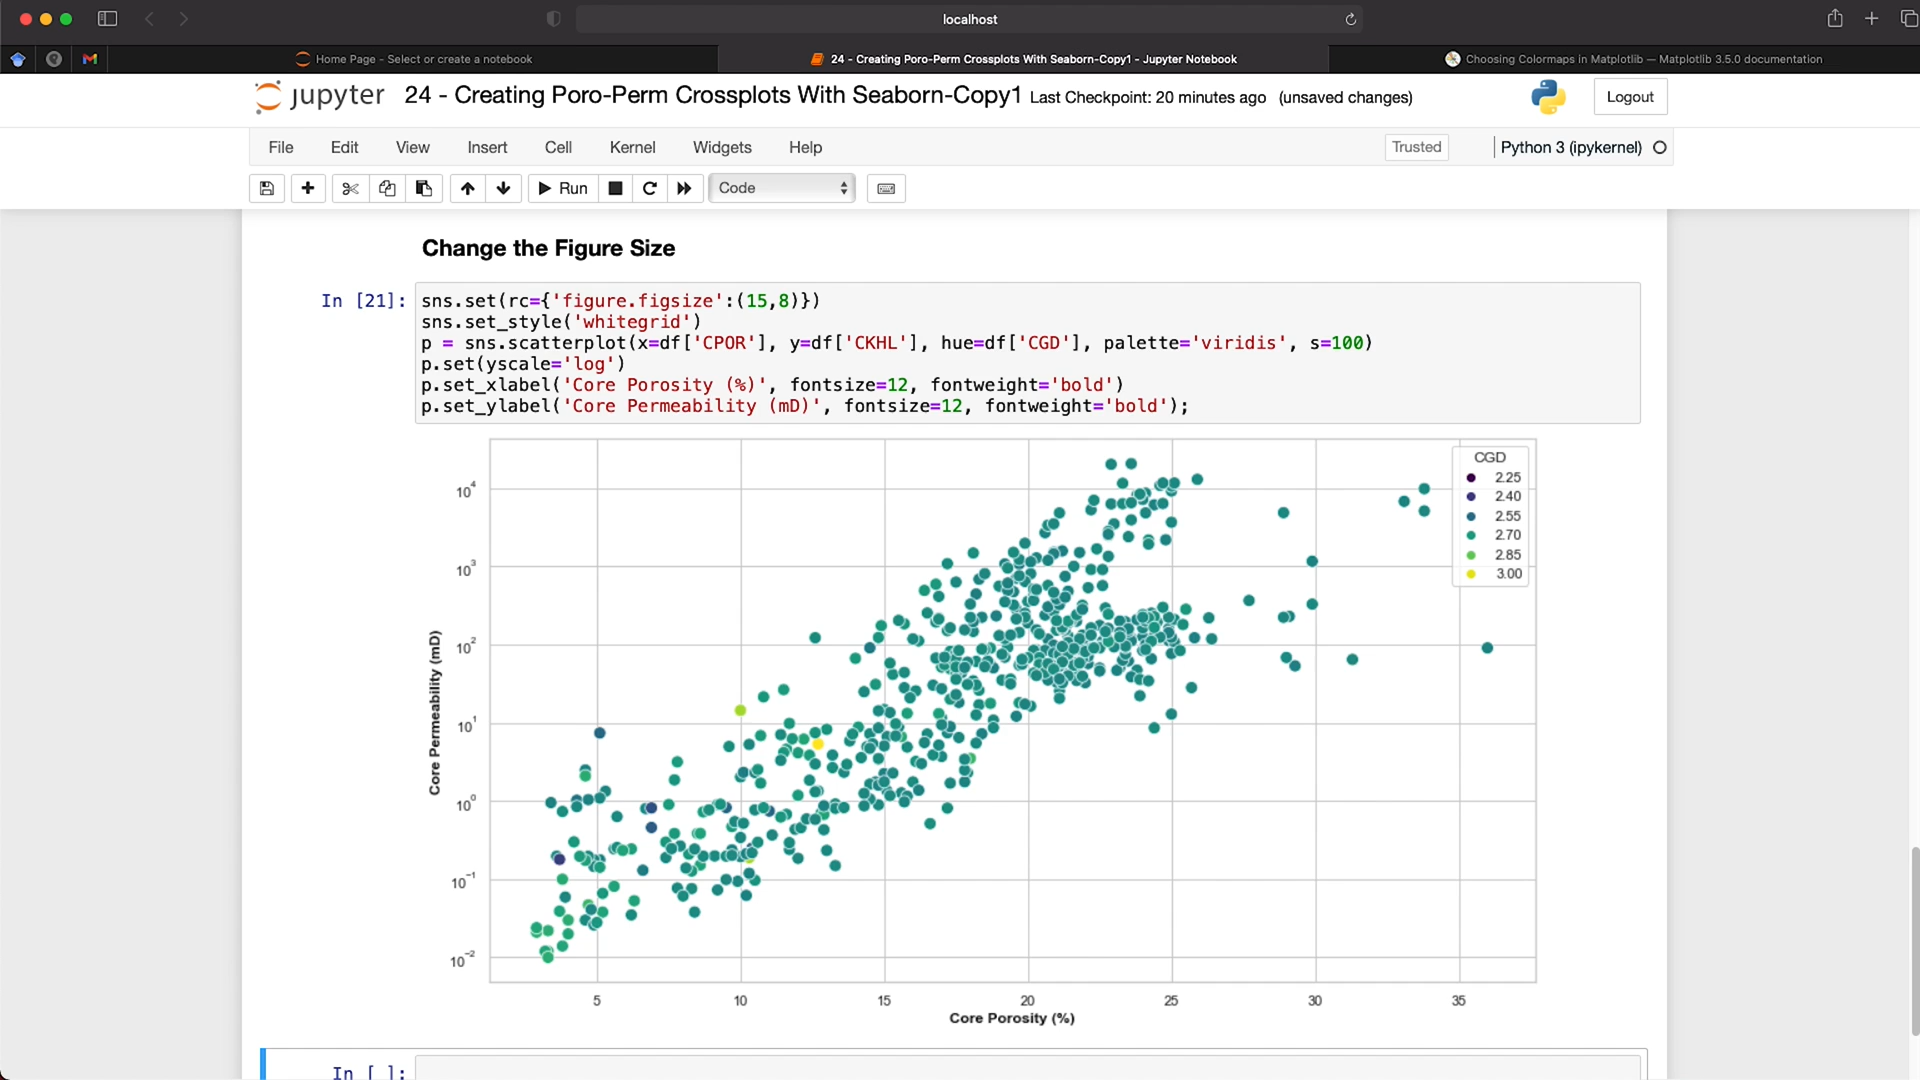 localhost
Home Page - Select or create a notebook
24 - Creating Poro-Perm Crossplots With Seaborn-Copy1 - Jupyter Notebook
Choosing Colormaps in Matplotlib — Matplotlib 3.5.0 documentation
jupyter 24 - Creating Poro-Perm Crossplots With Seaborn-Copy1 Last Checkpoint: 20 minutes ago (unsaved changes)
Logout
File Edit View Insert Cell Kernel Widgets Help
Trusted
Python 3 (ipykernel)
Run
Code
Change the Figure Size
In [21]:
sns.set(rc={'figure.figsize':(15,8)})
sns.set_style('whitegrid')
p = sns.scatterplot(x=df['CPOR'], y=df['CKHL'], hue=df['CGD'], palette='viridis', s=100)
p.set(yscale='log')
p.set_xlabel('Core Porosity (%)', fontsize=12, fontweight='bold')
p.set_ylabel('Core Permeability (mD)', fontsize=12, fontweight='bold');
CGD
2.25
2.40
2.55
2.70
2.85
3.00
10⁴
10³
10²
10¹
10⁰
10⁻¹
10⁻²
Core Permeability (mD)
5 10 15 20 25 30 35
Core Porosity (%)
In [ ]: